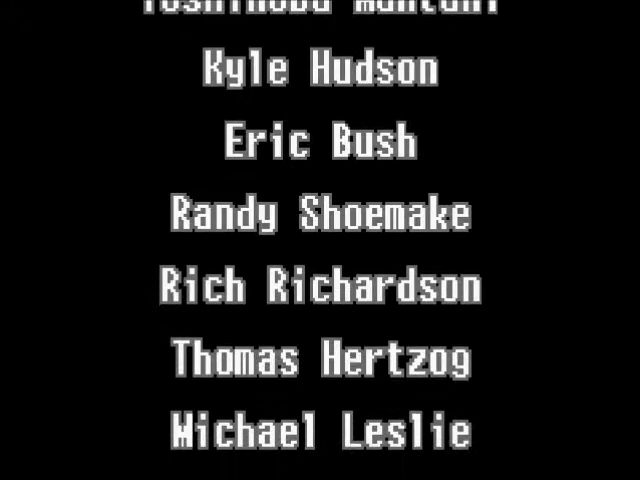 Kyle Hudson
Eric Bush
Randy Shoemake
Rich Richardson
Thomas Hertzog
Michael Leslie